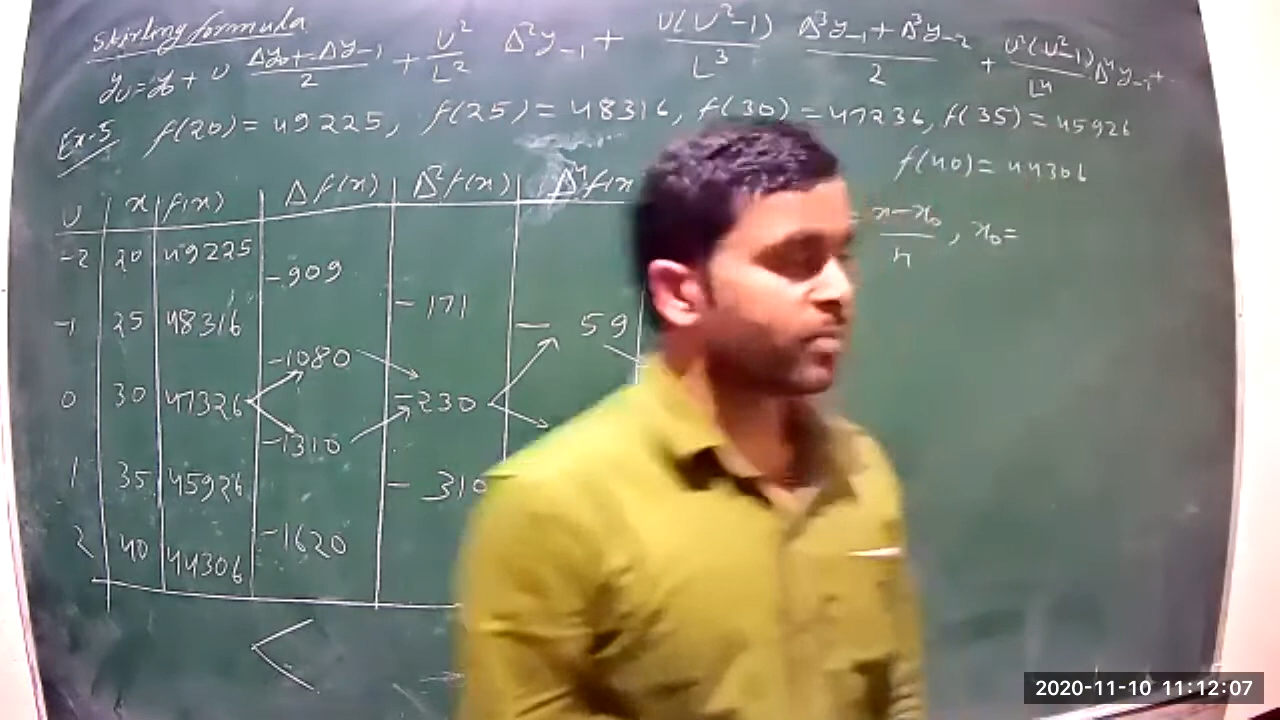 Stirling formula
yᵤ = y₀ + U (Δy₀ + Δy₋₁)/2 + U²/L2 Δ²y₋₁ + U(U²-1)/L3 (Δ³y₋₁ + Δ³y₋₂)/2 + U²(U²-1)/L4 Δ⁴y₋₂ +
Ex-5 f(20) = 49225, f(25) = 48316, f(30) = 47236, f(35) = 45926
f(40) = 44306
U x f(x) Δf(x) Δ²f(x) Δ⁴f(x
(x-x₀)/h , x₀ =
-2 20 49225
-909
-171
-1 25 48316 - 59
-1080
0 30 47326 -230
-1310
1 35 45926 - 310
-1620
2 40 44306
2020-11-10 11:12:07